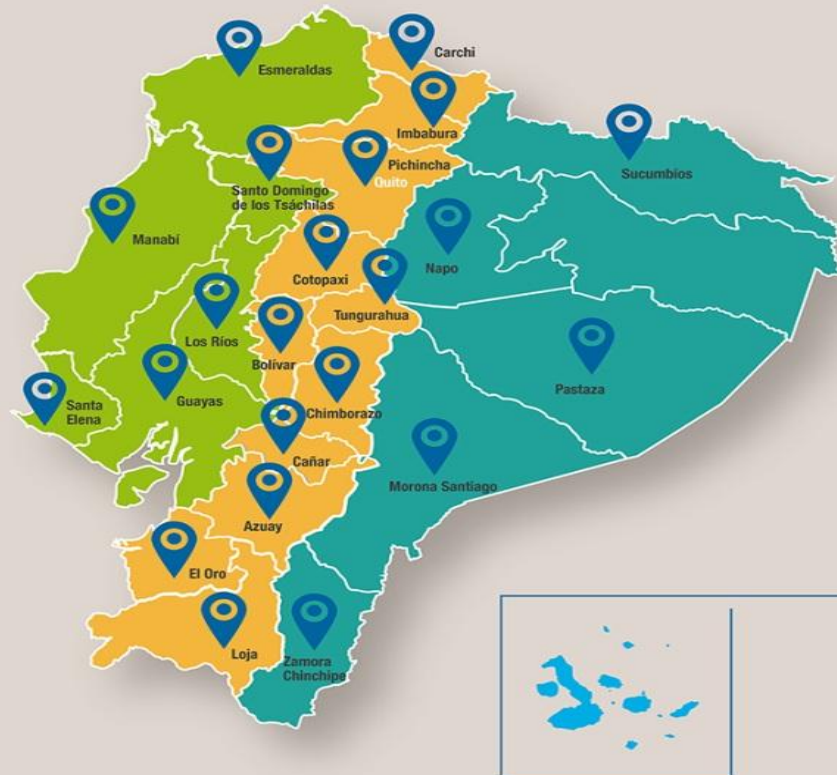 Carchi
Esmeraldas
Imbabura
Pichincha
Quito
Sucumbios
Santo Domingo
de los Tsáchilas
Manabí
Cotopaxi
Napo
Tungurahua
Los Ríos
Bolívar
Pastaza
Guayas
Santa
Elena
Chimborazo
Cañar
Morona Santiago
Azuay
El Oro
Loja
Zamora
Chinchipe